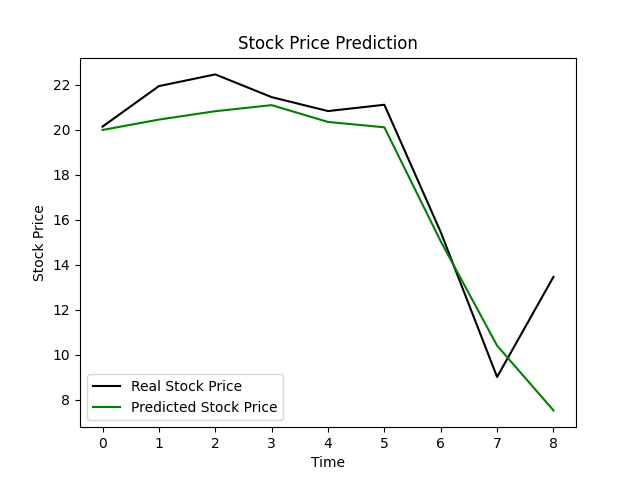 Stock Price Prediction
Stock Price
22
20
18
16
14
12
10
8
Real Stock Price
Predicted Stock Price
0 1 2 3 4 5 6 7 8
Time